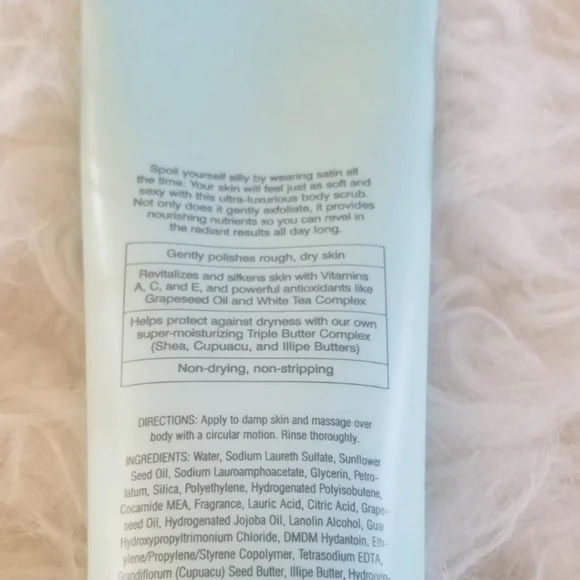 Spoil yourself silly by wearing satin all
the time. Your skin will feel just as soft and
sexy with this ultra-luxurious body scrub.
Not only does it gently exfoliate, it provides
nourishing nutrients so you can revel in
the radiant results all day long.
Gently polishes rough, dry skin
Revitalizes and silkens skin with Vitamins
A, C, and E, and powerful antioxidants like
Grapeseed Oil and White Tea Complex
Helps protect against dryness with our own
super-moisturizing Triple Butter Complex
(Shea, Cupuacu, and Illipe Butters)
Non-drying, non-stripping
DIRECTIONS: Apply to damp skin and massage over
body with a circular motion. Rinse thoroughly.
INGREDIENTS: Water, Sodium Laureth Sulfate, Sunflower
Seed Oil, Sodium Lauroamphoacetate, Glycerin, Petro-
latum, Silica, Polyethylene, Hydrogenated Polyisobutene,
Cocamide MEA, Fragrance, Lauric Acid, Citric Acid, Grape-
seed Oil, Hydrogenated Jojoba Oil, Lanolin Alcohol, Guar
Hydroxypropyltrimonium Chloride, DMDM Hydantoin, Eth-
ylene/Propylene/Styrene Copolymer, Tetrasodium EDTA,
Grandiflorum (Cupuacu) Seed Butter, Illipe Butter, Hydrogen-